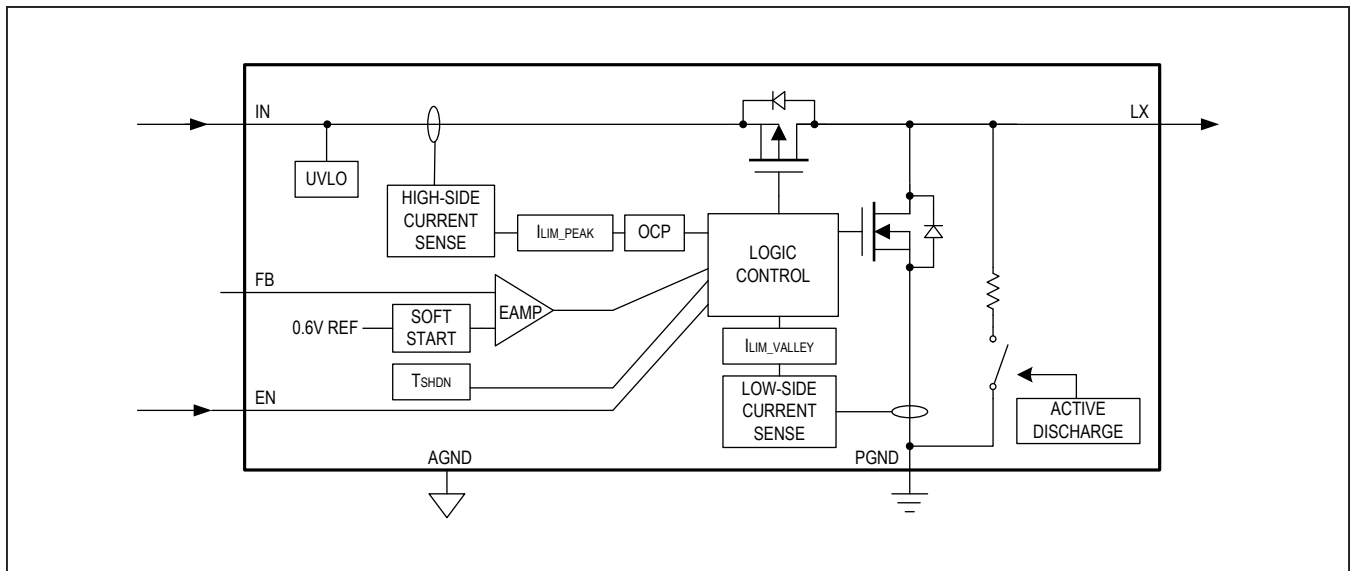 IN
LX
UVLO
HIGH-SIDE
CURRENT
SENSE
ILIM_PEAK
OCP
LOGIC
CONTROL
FB
EAMP
0.6V REF
SOFT
START
ILIM_VALLEY
TSHDN
LOW-SIDE
CURRENT
SENSE
EN
ACTIVE
DISCHARGE
AGND
PGND